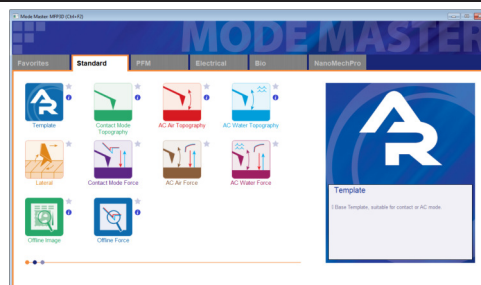 Mode Master MFP3D (Ctrl+F2)
MODE MASTER
Favorites
Standard
PFM
Electrical
Bio
NanoMechPro
Template
Contact Mode
Topography
AC Air Topography
AC Water Topography
Lateral
Contact Mode Force
AC Air Force
AC Water Force
Offline Image
Offline Force
AR
Template
Base Template, suitable for contact or AC mode.